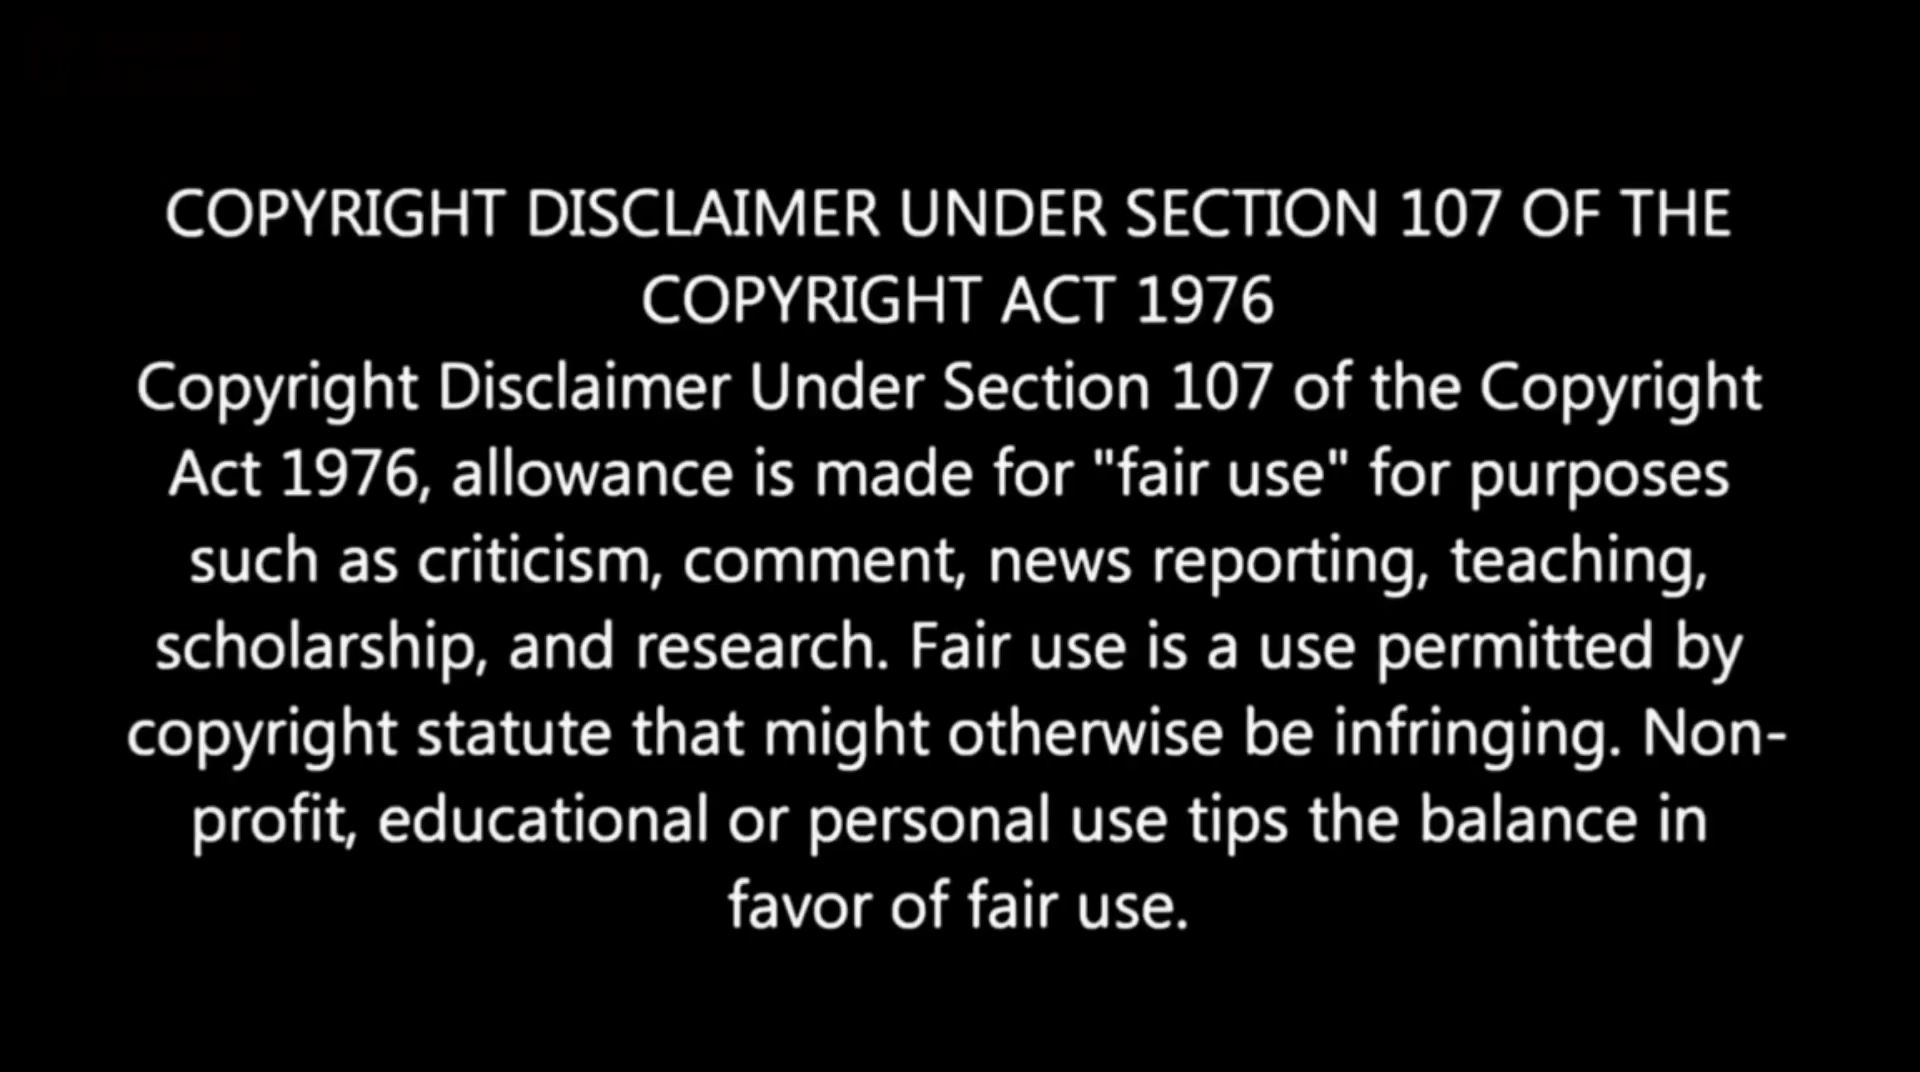 COPYRIGHT DISCLAIMER UNDER SECTION 107 OF THE
COPYRIGHT ACT 1976
Copyright Disclaimer Under Section 107 of the Copyright
Act 1976, allowance is made for "fair use" for purposes
such as criticism, comment, news reporting, teaching,
scholarship, and research. Fair use is a use permitted by
copyright statute that might otherwise be infringing. Non-
profit, educational or personal use tips the balance in
favor of fair use.